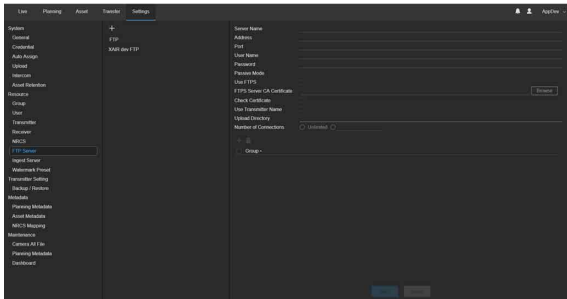 Live Planning Asset Transfer Settings AppDev
System
General
Credential
Auto Assign
Upload
Intercom
Asset Retention
Resource
Group
User
Transmitter
Receiver
NRCS
FTP Server
Ingest Server
Watermark Preset
Transmitter Setting
Backup / Restore
Metadata
Planning Metadata
Asset Metadata
NRCS Mapping
Maintenance
Camera All File
Planning Metadata
Dashboard
+
FTP
XAIR dev FTP
Server Name
Address
Port
User Name
Password
Passive Mode
Use FTPS
FTPS Server CA Certificate Browse
Check Certificate
Use Transmitter Name
Upload Directory
Number of Connections Unlimited
Group